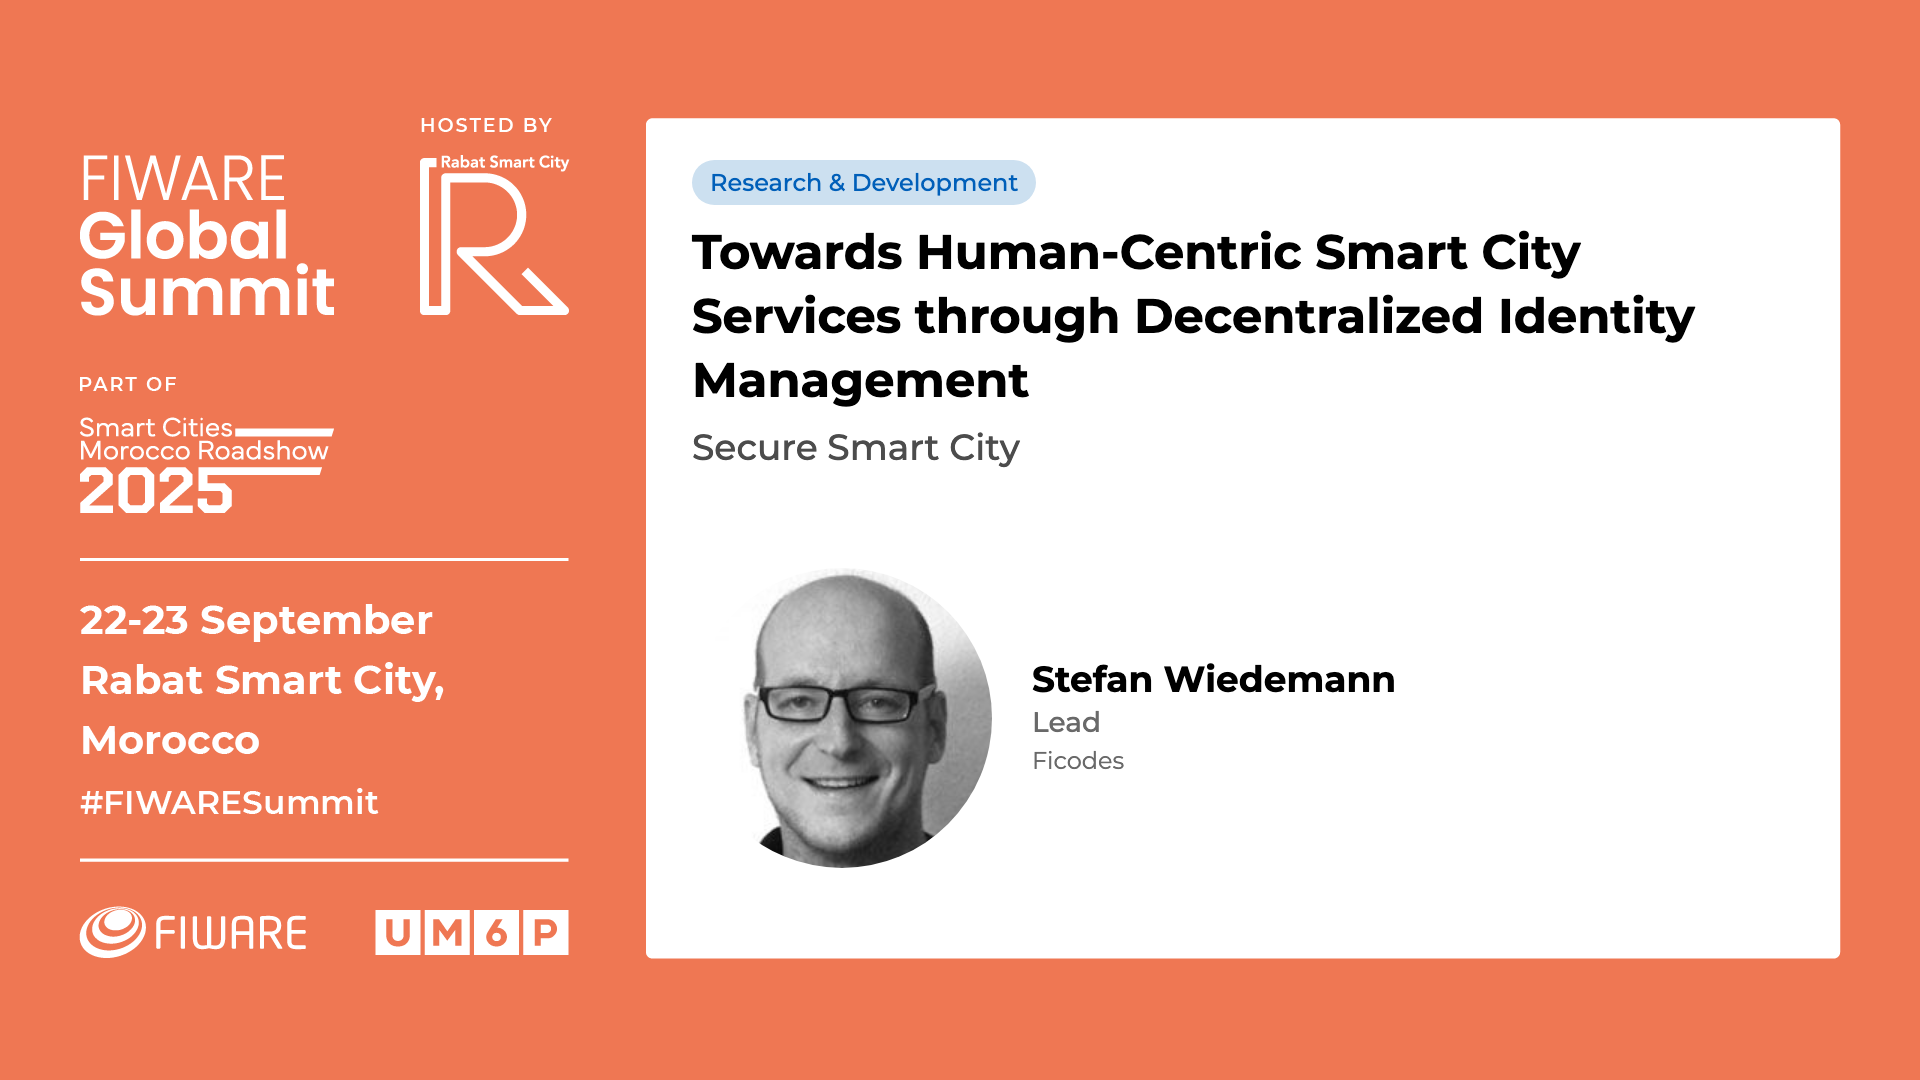 HOSTED BY
FIWARE
Global
Summit
Rabat Smart City
R
PART OF
Smart Cities
Morocco Roadshow
2025
22-23 September
Rabat Smart City,
Morocco
#FIWARESummit
FIWARE
UM6P
Research & Development
Towards Human-Centric Smart City
Services through Decentralized Identity
Management
Secure Smart City
Stefan Wiedemann
Lead
Ficodes